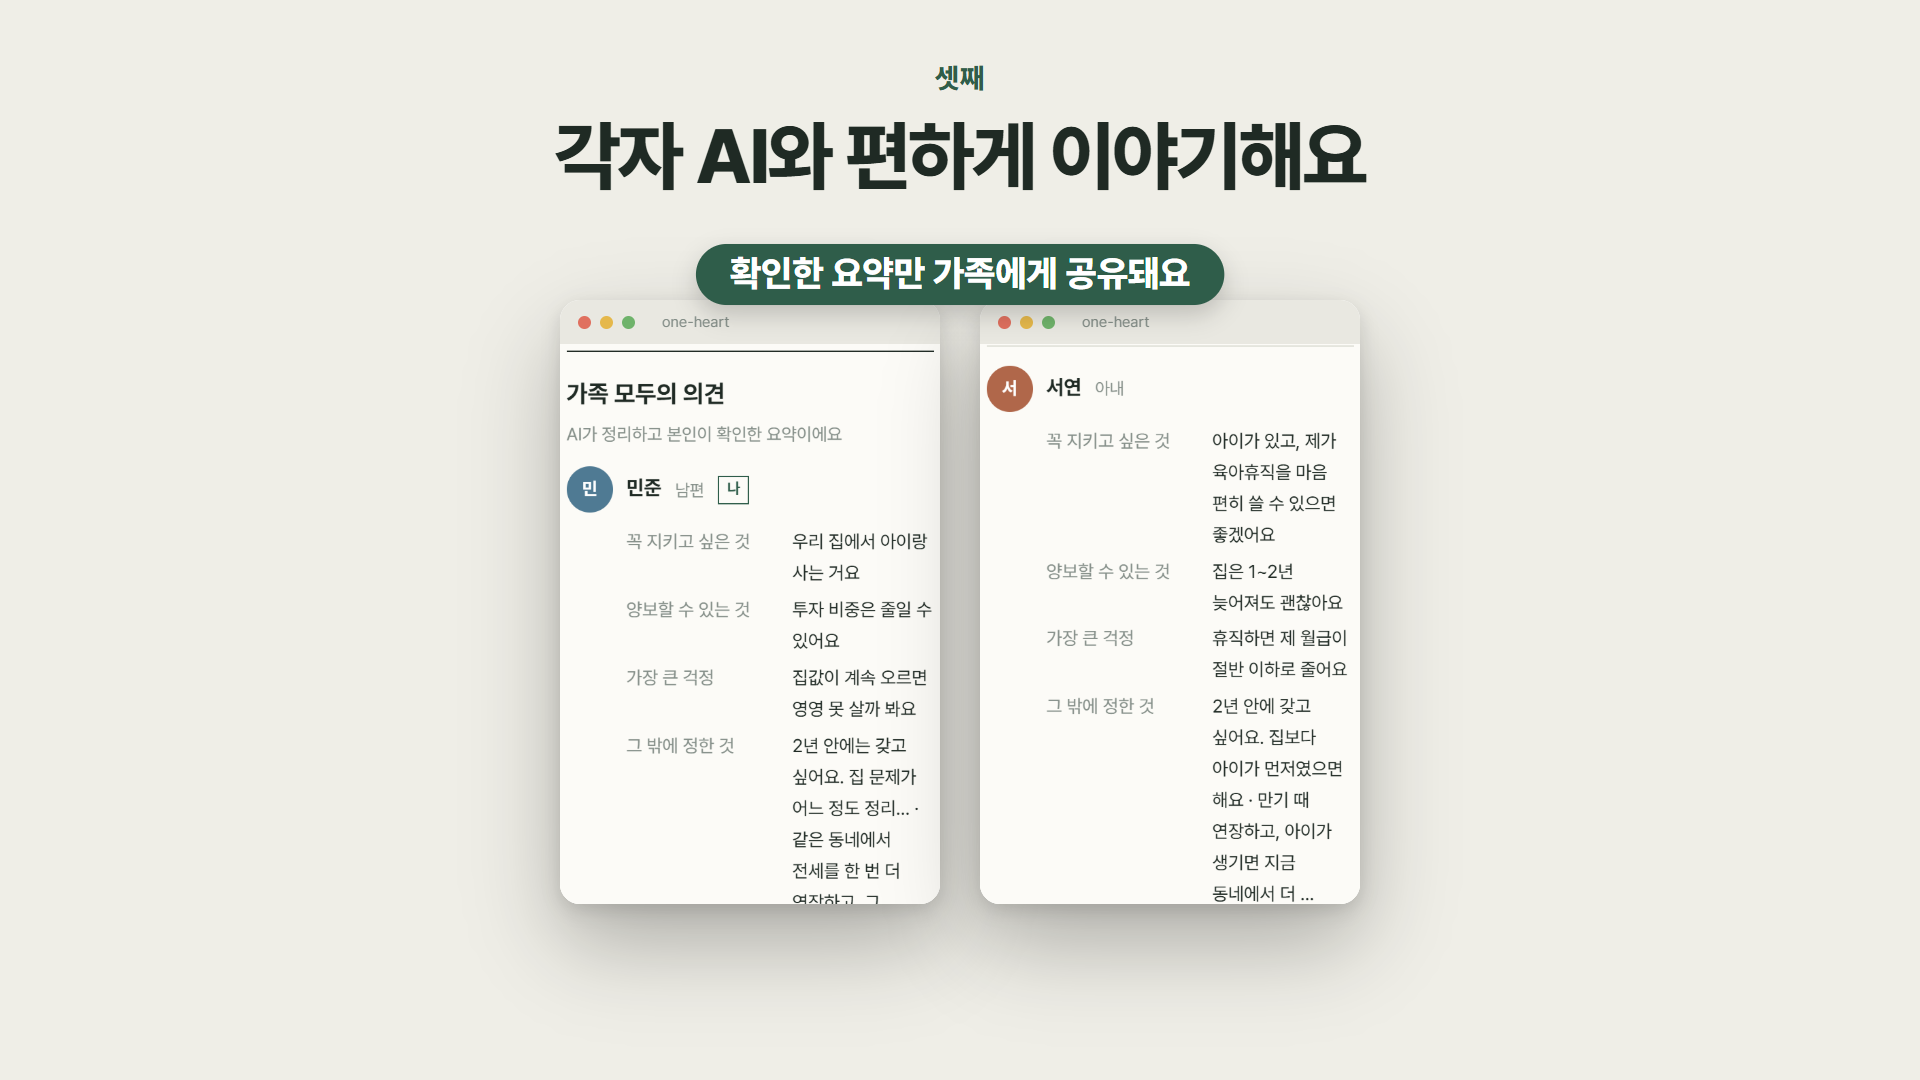 셋째
각자 AI와 편하게 이야기해요
확인한 요약만 가족에게 공유돼요
one-heart
가족 모두의 의견
AI가 정리하고 본인이 확인한 요약이에요
민
민준 남편 나
꼭 지키고 싶은 것
우리 집에서 아이랑
사는 거요
양보할 수 있는 것
투자 비중은 줄일 수
있어요
가장 큰 걱정
집값이 계속 오르면
영영 못 살까 봐요
그 밖에 정한 것
2년 안에는 갖고
싶어요. 집 문제가
어느 정도 정리... ·
같은 동네에서
전세를 한 번 더
연장하고, 그
one-heart
서
서연 아내
꼭 지키고 싶은 것
아이가 있고, 제가
육아휴직을 마음
편히 쓸 수 있으면
좋겠어요
양보할 수 있는 것
집은 1~2년
늦어져도 괜찮아요
가장 큰 걱정
휴직하면 제 월급이
절반 이하로 줄어요
그 밖에 정한 것
2년 안에 갖고
싶어요. 집보다
아이가 먼저였으면
해요 · 만기 때
연장하고, 아이가
생기면 지금
동네에서 더 ...